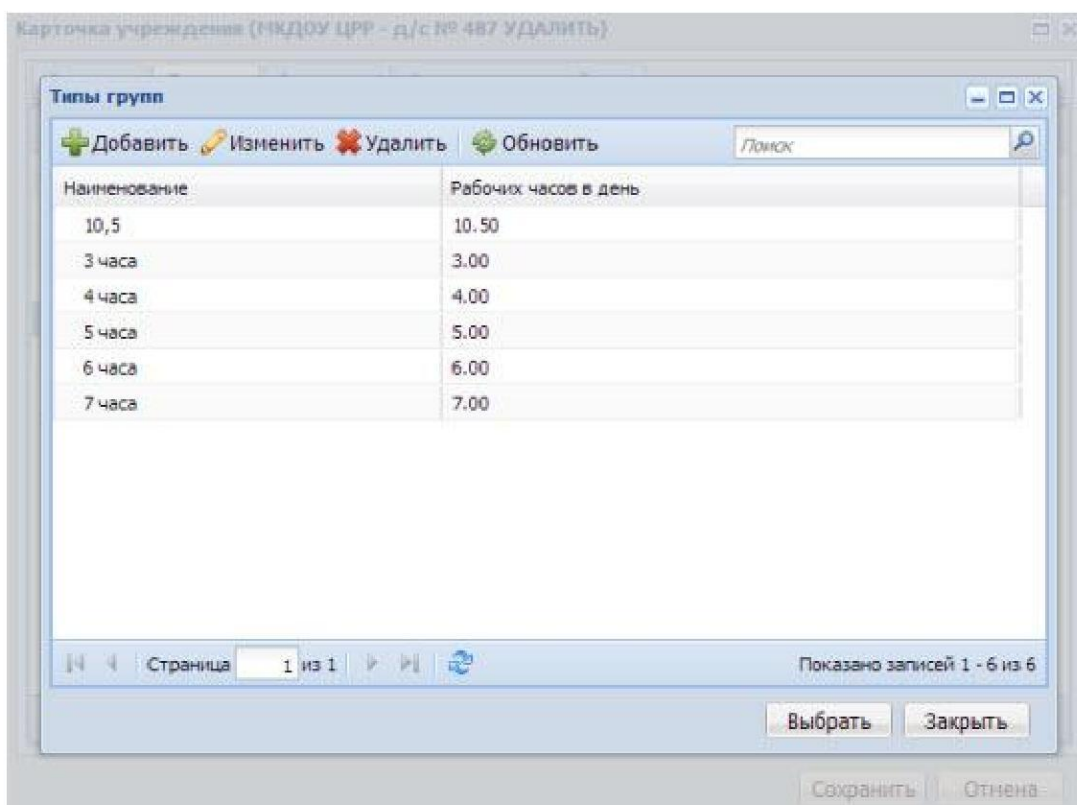 Карточка учреждения (МКДОУ ЦРР - д/с № 487 УДАЛИТЬ)
Типы групп
Добавить Изменить Удалить Обновить Поиск
Наименование Рабочих часов в день
10,5 10.50
3 часа 3.00
4 часа 4.00
5 часа 5.00
6 часа 6.00
7 часа 7.00
Страница 1 из 1 Показано записей 1 - 6 из 6
Выбрать Закрыть
Сохранить Отмена